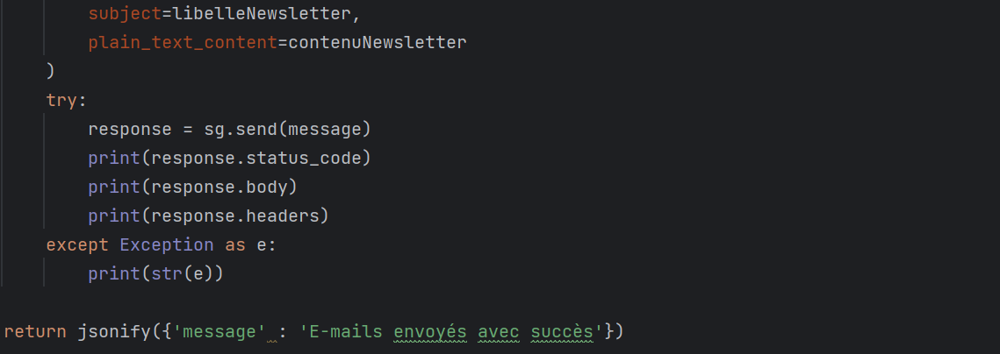 subject=libelleNewsletter,
plain_text_content=contenuNewsletter
)
try:
response = sg.send(message)
print(response.status_code)
print(response.body)
print(response.headers)
except Exception as e:
print(str(e))
return jsonify({'message' : 'E-mails envoyés avec succès'})